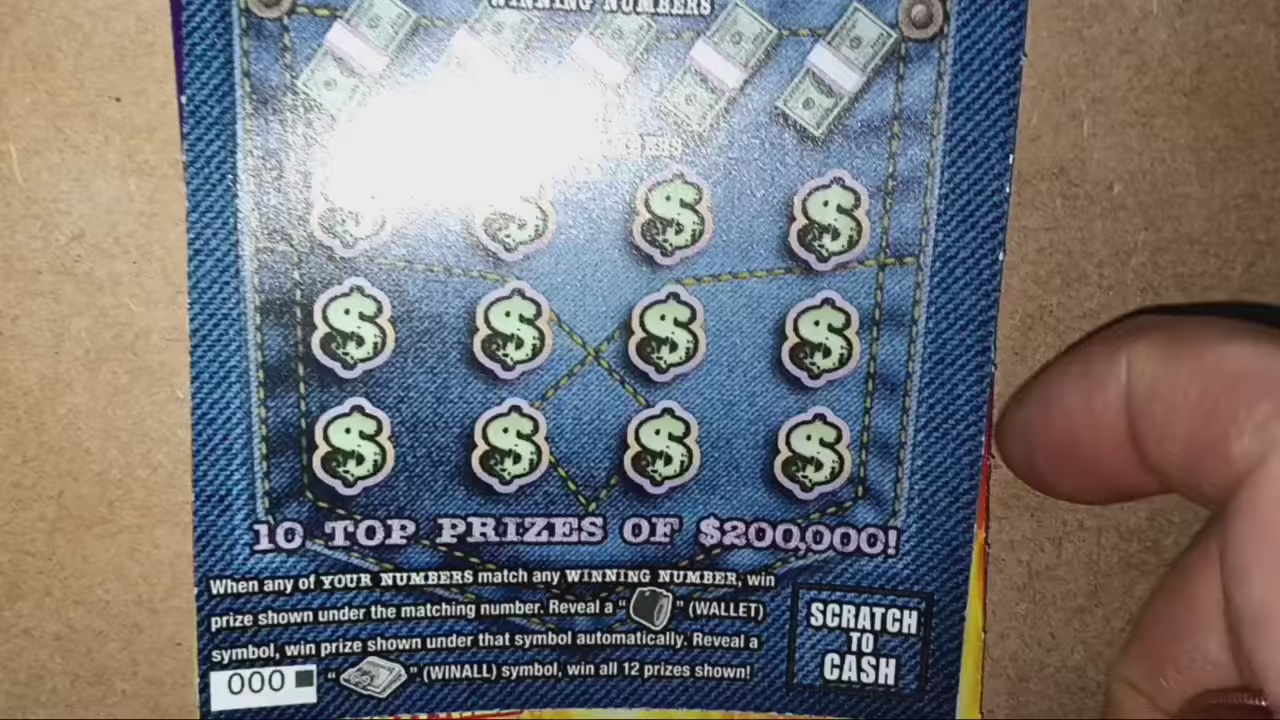 WINNING NUMBERS
10 TOP PRIZES OF $200,000!
When any of YOUR NUMBERS match any WINNING NUMBER, win
prize shown under the matching number. Reveal a " " (WALLET)
symbol, win prize shown under that symbol automatically. Reveal a
" " (WINALL) symbol, win all 12 prizes shown!
000
SCRATCH
TO
CASH